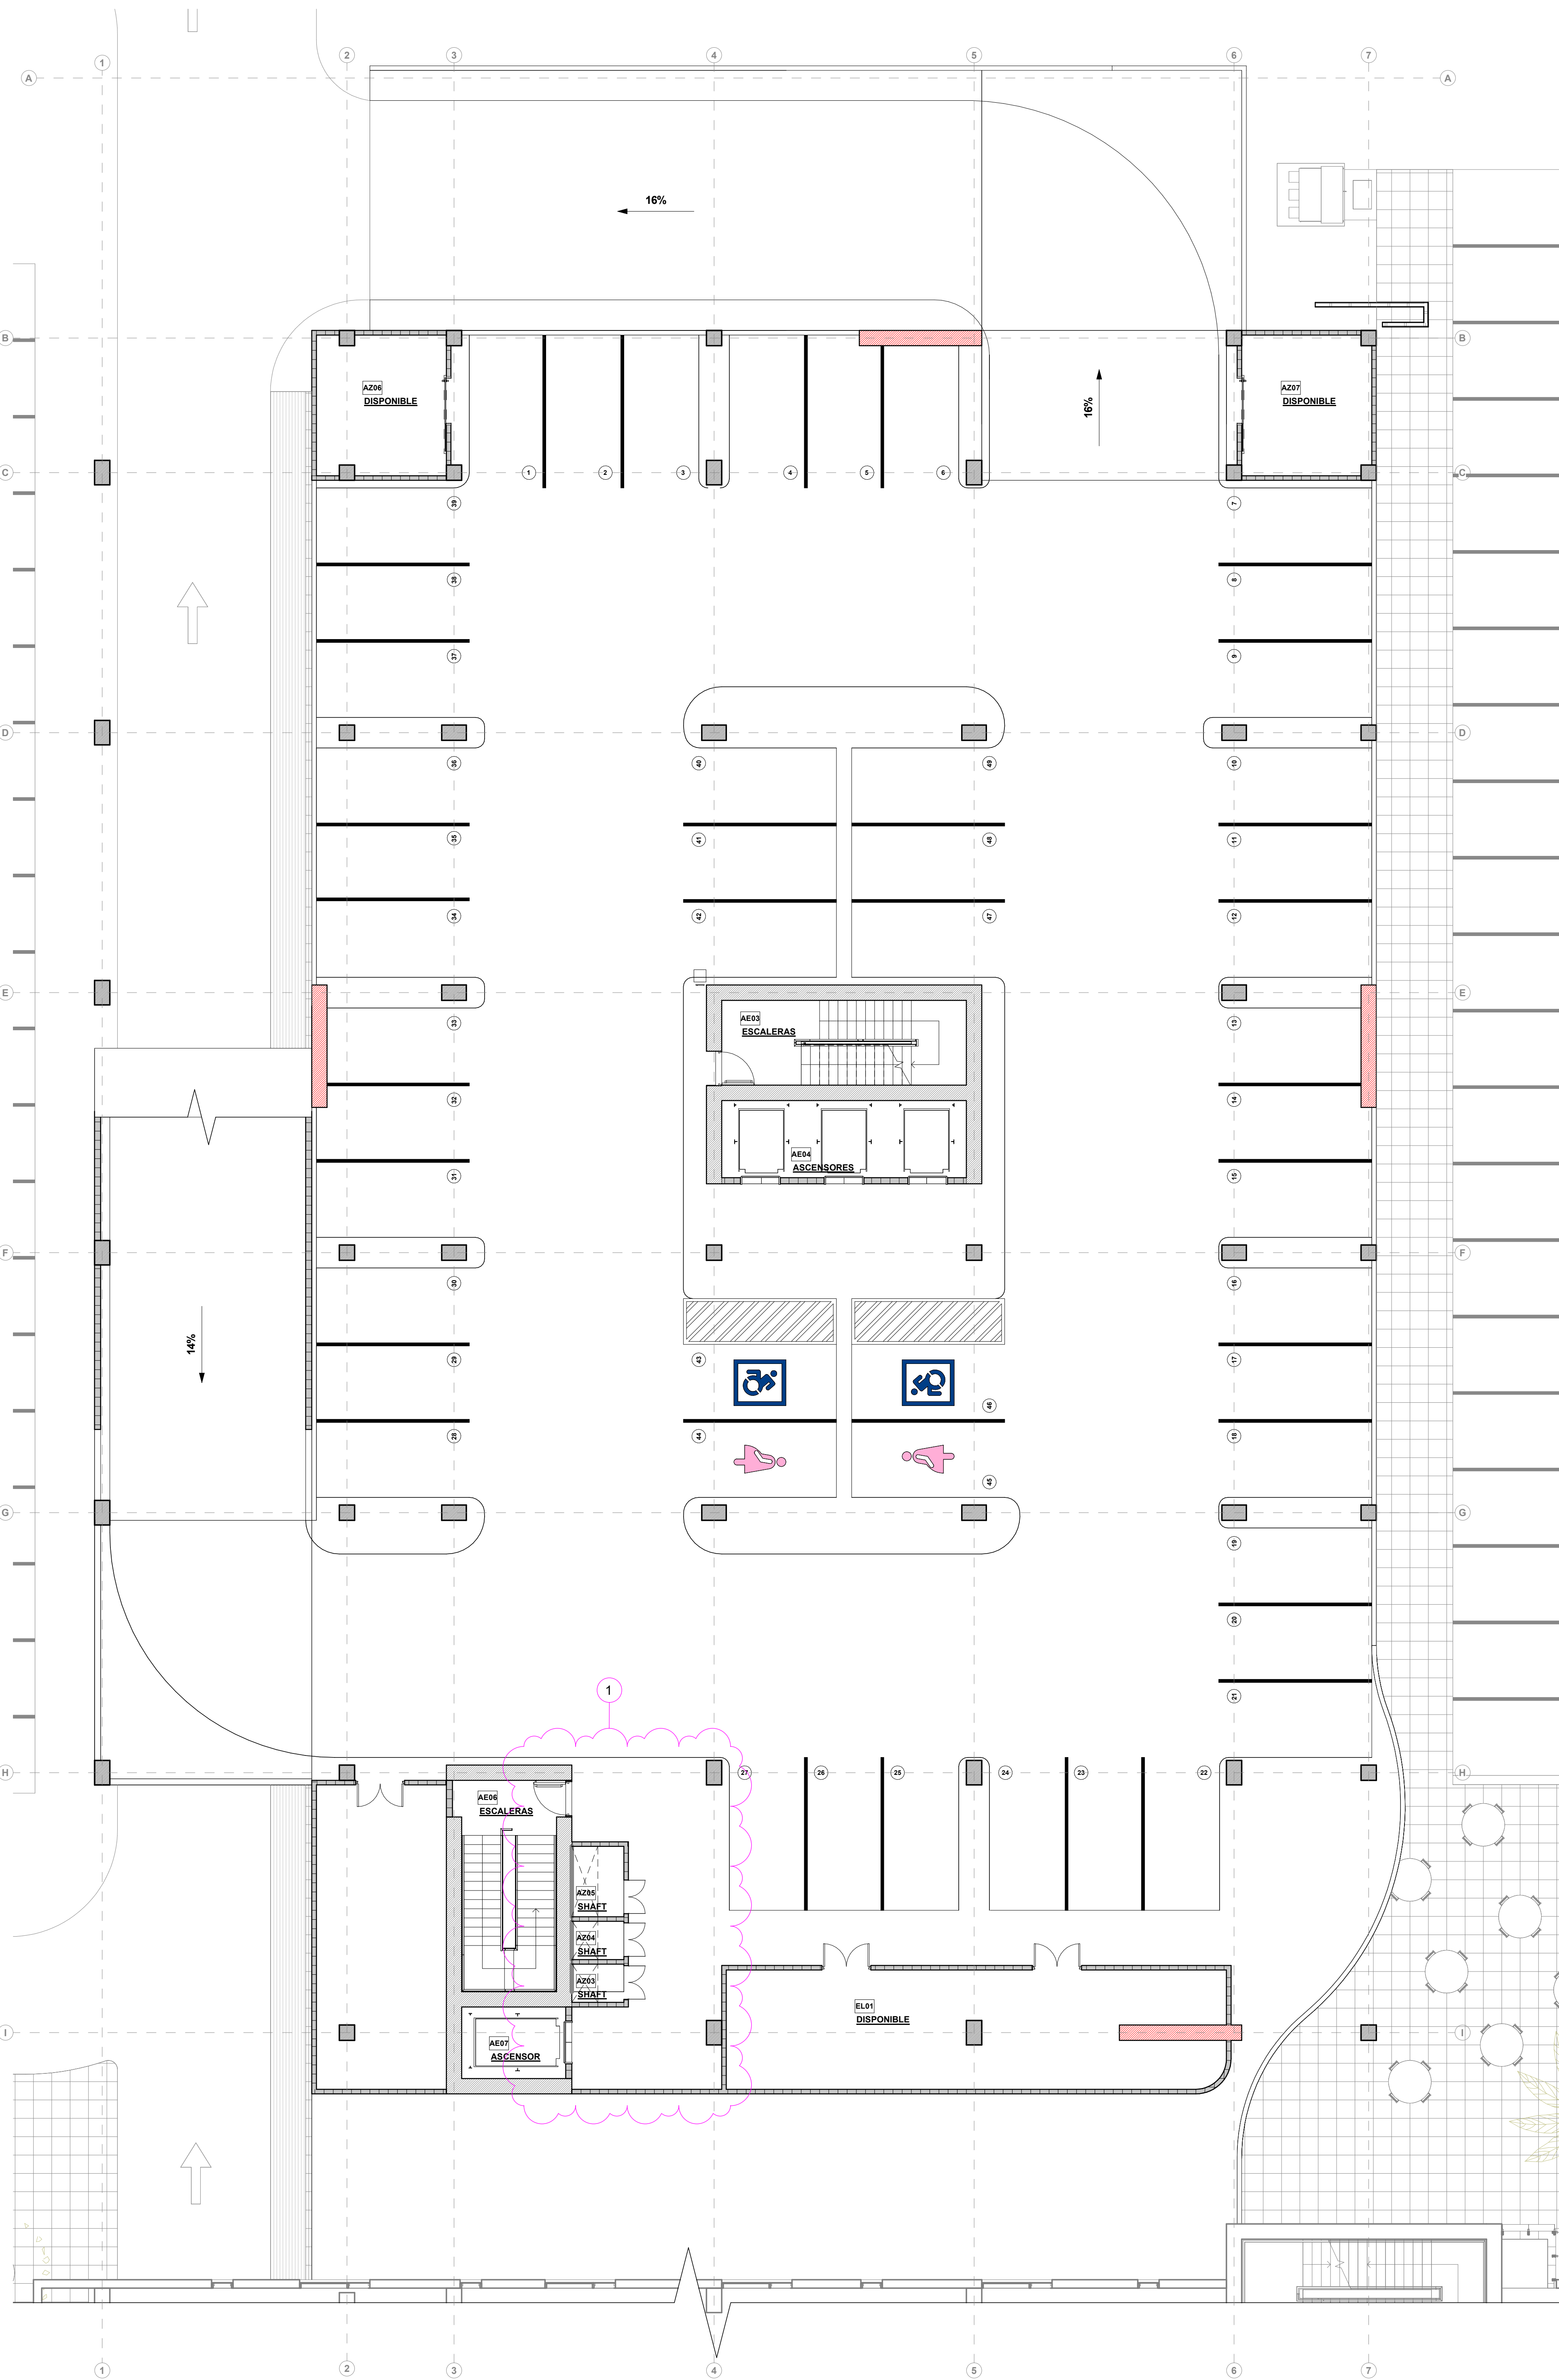 1
2
3
4
5
6
7
A
A
16%
B
B
AZ06
DISPONIBLE
16%
AZ07
DISPONIBLE
C
1
2
3
4
5
6
C
39
7
38
8
37
9
D
D
36
40
49
10
35
41
48
11
34
42
47
12
E
E
33
AE03
ESCALERAS
13
32
14
AE04
ASCENSORES
31
15
F
F
30
16
14%
29
43
17
46
28
44
18
45
G
G
19
20
1
21
H
27
26
25
24
23
22
H
AE06
ESCALERAS
AZ05
SHAFT
AZ04
SHAFT
AZ03
SHAFT
EL01
DISPONIBLE
I
I
AE07
ASCENSOR
1
2
3
4
5
6
7